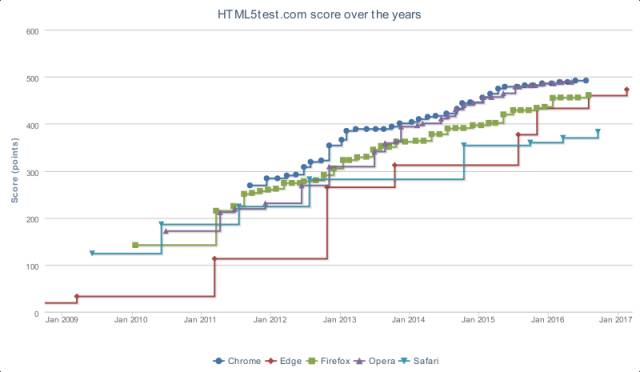 HTML5test.com score over the years
Score (points)
600
500
400
300
200
100
0
Jan 2009 Jan 2010 Jan 2011 Jan 2012 Jan 2013 Jan 2014 Jan 2015 Jan 2016 Jan 2017
Chrome Edge Firefox Opera Safari